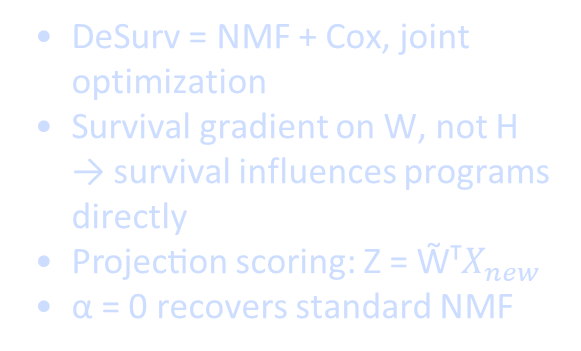 • DeSurv = NMF + Cox, joint
optimization
• Survival gradient on W, not H
→ survival influences programs
directly
• Projection scoring: Z = W̃ᵀX_new
• α = 0 recovers standard NMF